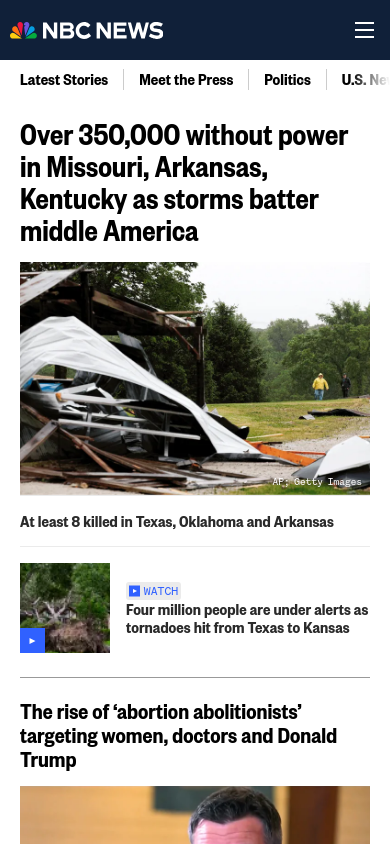 NBC NEWS
Latest Stories
Meet the Press
Politics
U.S. Ne
Over 350,000 without power
in Missouri, Arkansas,
Kentucky as storms batter
middle America
AP; Getty Images
At least 8 killed in Texas, Oklahoma and Arkansas
WATCH
Four million people are under alerts as
tornadoes hit from Texas to Kansas
The rise of ‘abortion abolitionists’
targeting women, doctors and Donald
Trump